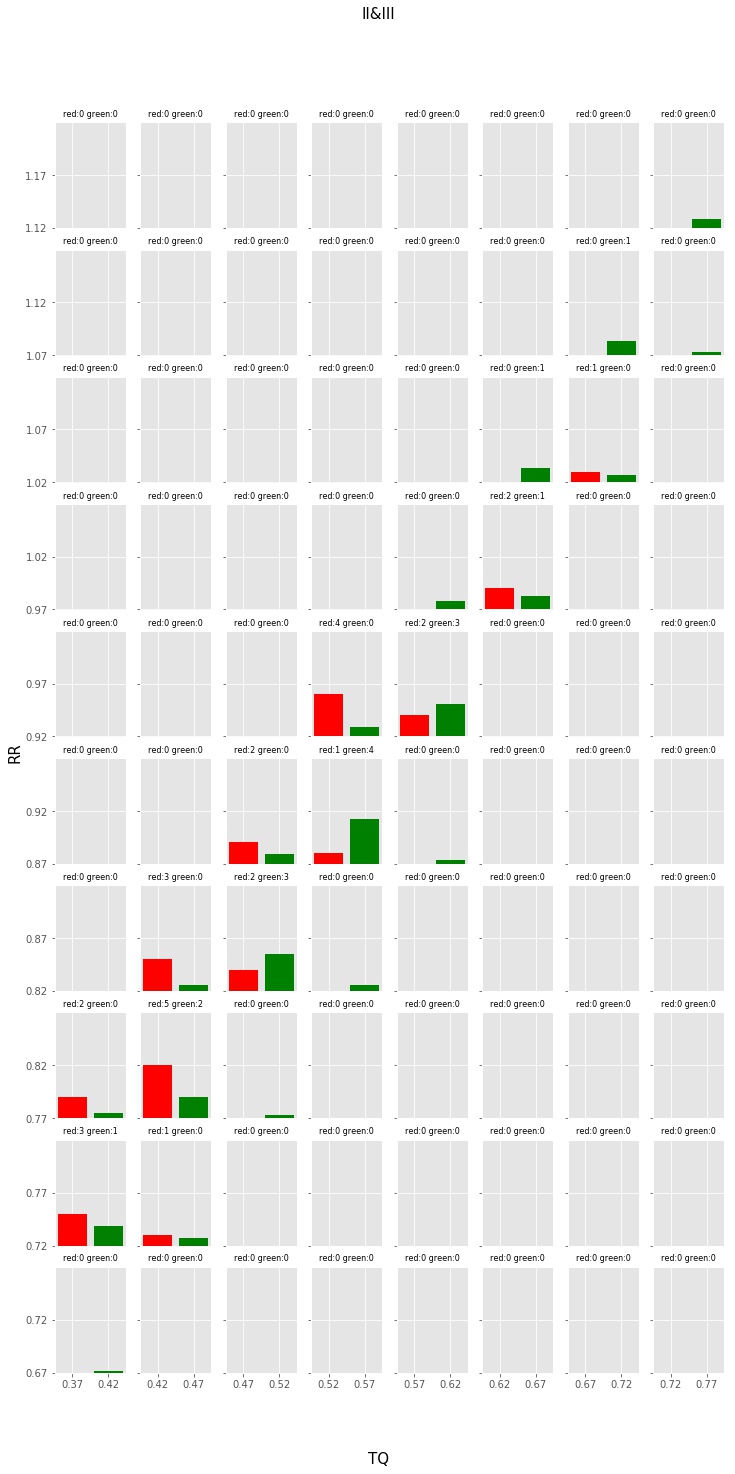 II&III
red:0 green:0 red:0 green:0 red:0 green:0 red:0 green:0 red:0 green:0 red:0 green:0 red:0 green:0 red:0 green:0
1.17
1.12
red:0 green:0 red:0 green:0 red:0 green:0 red:0 green:0 red:0 green:0 red:0 green:0 red:0 green:1 red:0 green:0
1.12
1.07
red:0 green:0 red:0 green:0 red:0 green:0 red:0 green:0 red:0 green:0 red:0 green:1 red:1 green:0 red:0 green:0
1.07
1.02
red:0 green:0 red:0 green:0 red:0 green:0 red:0 green:0 red:0 green:0 red:2 green:1 red:0 green:0 red:0 green:0
1.02
0.97
red:0 green:0 red:0 green:0 red:0 green:0 red:4 green:0 red:2 green:3 red:0 green:0 red:0 green:0 red:0 green:0
0.97
0.92
RR
red:0 green:0 red:0 green:0 red:2 green:0 red:1 green:4 red:0 green:0 red:0 green:0 red:0 green:0 red:0 green:0
0.92
0.87
red:0 green:0 red:3 green:0 red:2 green:3 red:0 green:0 red:0 green:0 red:0 green:0 red:0 green:0 red:0 green:0
0.87
0.82
red:2 green:0 red:5 green:2 red:0 green:0 red:0 green:0 red:0 green:0 red:0 green:0 red:0 green:0 red:0 green:0
0.82
0.77
red:3 green:1 red:1 green:0 red:0 green:0 red:0 green:0 red:0 green:0 red:0 green:0 red:0 green:0 red:0 green:0
0.77
0.72
red:0 green:0 red:0 green:0 red:0 green:0 red:0 green:0 red:0 green:0 red:0 green:0 red:0 green:0 red:0 green:0
0.72
0.67
0.37 0.42 0.42 0.47 0.47 0.52 0.52 0.57 0.57 0.62 0.62 0.67 0.67 0.72 0.72 0.77
TQ